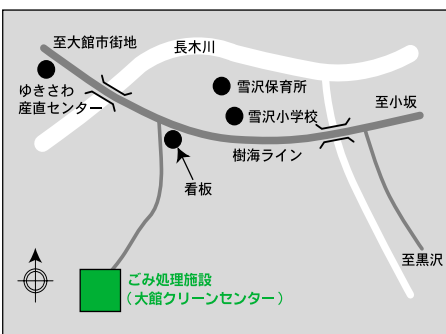 至大館市街地
長木川
雪沢保育所
ゆきさわ
産直センター
至小坂
雪沢小学校
樹海ライン
看板
至黒沢
ごみ処理施設
（大館クリーンセンター）